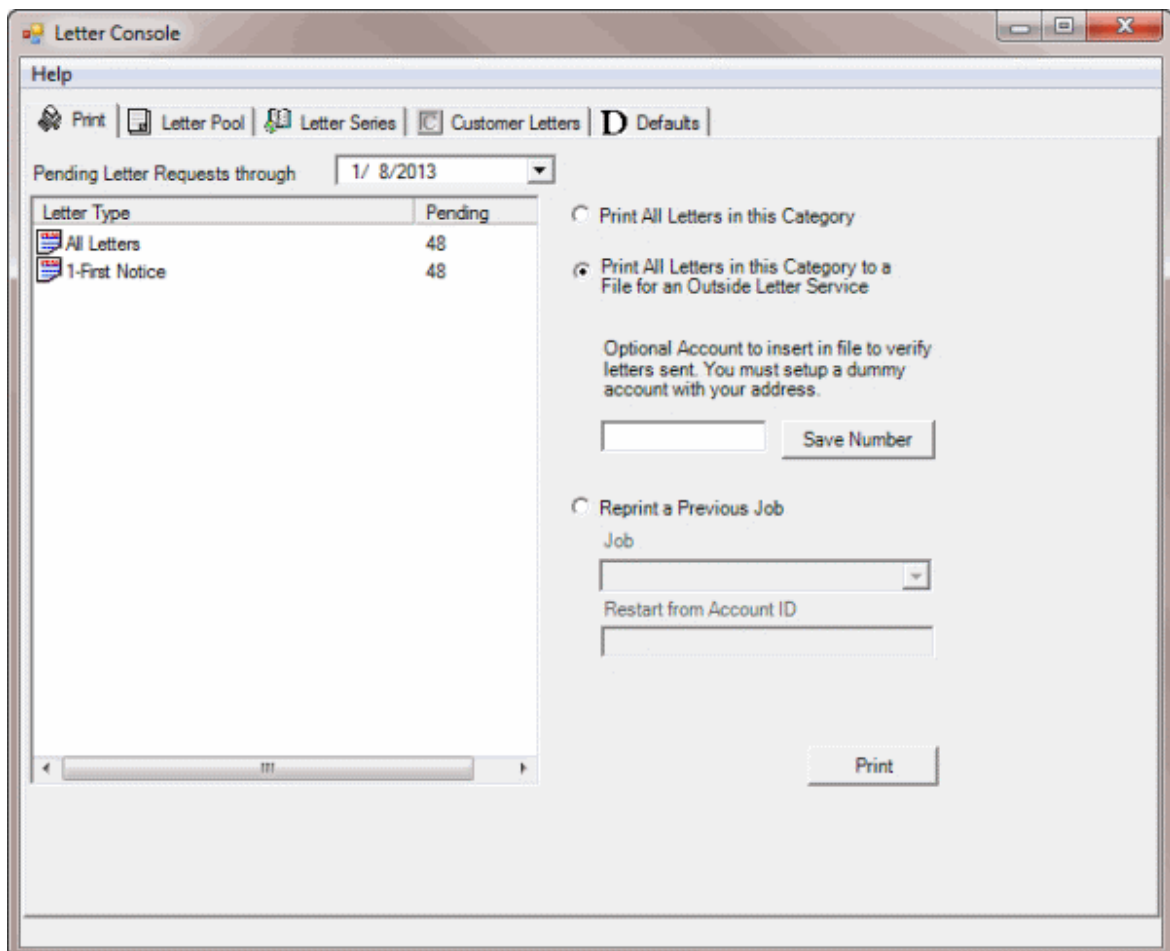 Letter Console
Help
Print Letter Pool Letter Series C Customer Letters D Defaults
Pending Letter Requests through 1/ 8/2013
Letter Type Pending
All Letters 48
1-First Notice 48
Print All Letters in this Category
Print All Letters in this Category to a
File for an Outside Letter Service
Optional Account to insert in file to verify
letters sent. You must setup a dummy
account with your address.
Save Number
Reprint a Previous Job
Job
Restart from Account ID
Print